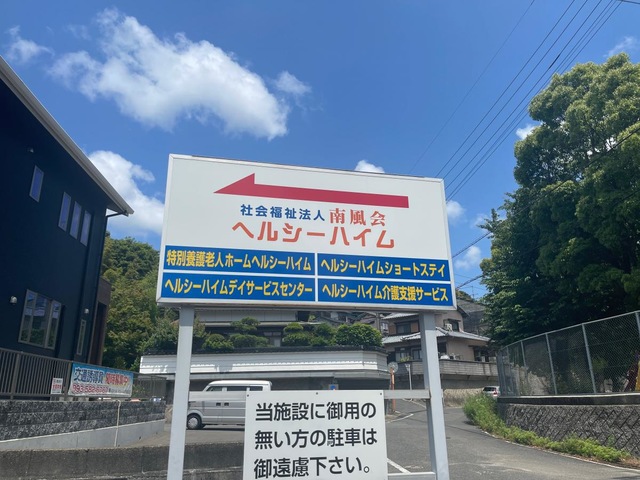 社会福祉法人 南風会
ヘルシーハイム
特別養護老人ホームヘルシーハイム
ヘルシーハイムショートステイ
ヘルシーハイムデイサービスセンター
ヘルシーハイム介護支援サービス
当施設に御用の
無い方の駐車は
御遠慮下さい。